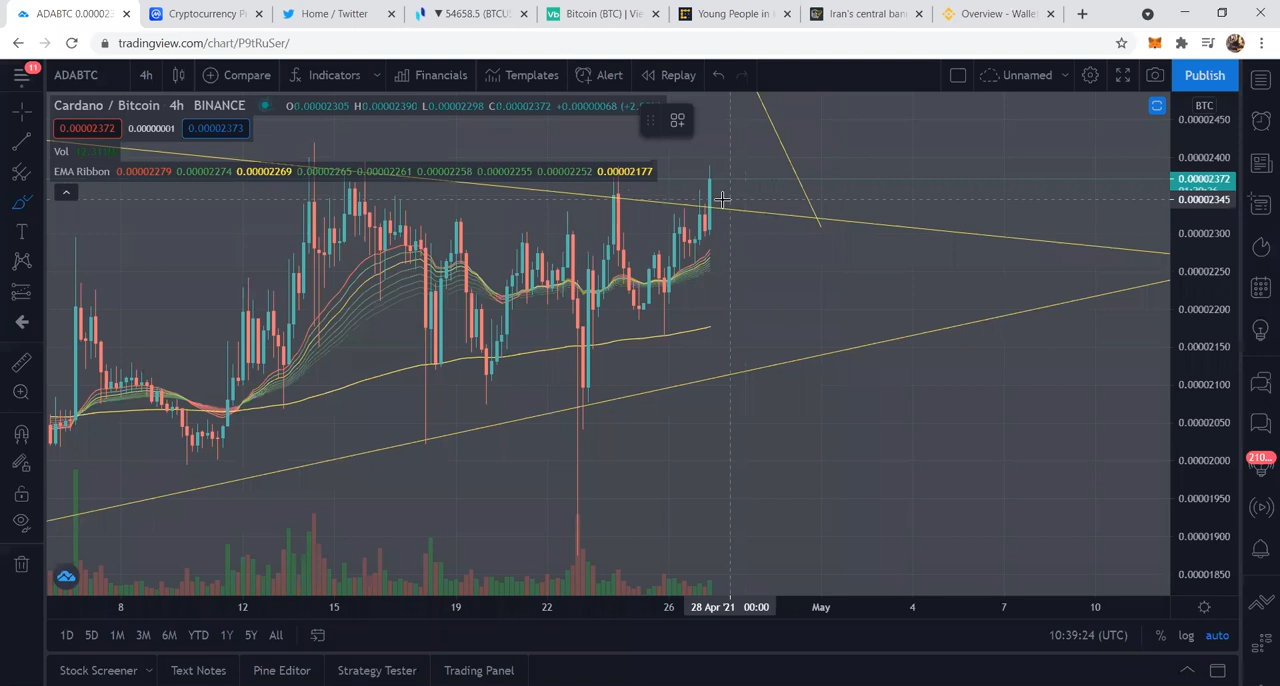 ADABTC 0.000023
Cryptocurrency P
Home / Twitter
▼ 54658.5 (BTCU
Bitcoin (BTC) | Vie
Young People in
Iran's central ban
Overview - Walle
tradingview.com/chart/P9tRuSer/
11
ADABTC 4h Compare Indicators Financials Templates Alert Replay Unnamed Publish
Cardano / Bitcoin 4h BINANCE O0.00002305 H0.00002390 L0.00002298 C0.00002372 +0.00000068
BTC
0.00002372 0.00000001 0.00002373
Vol
EMA Ribbon 0.00002279 0.00002274 0.00002269 0.00002265 0.00002261 0.00002258 0.00002255 0.00002252 0.00002177
0.00002450
0.00002400
0.00002372
0.00002345
0.00002300
0.00002250
0.00002200
0.00002150
0.00002100
0.00002050
0.00002000
0.00001950
0.00001900
0.00001850
210...
8 12 15 19 22 26 28 Apr '21 00:00 May 4 7 10
1D 5D 1M 3M 6M YTD 1Y 5Y All 10:39:24 (UTC) % log auto
Stock Screener Text Notes Pine Editor Strategy Tester Trading Panel